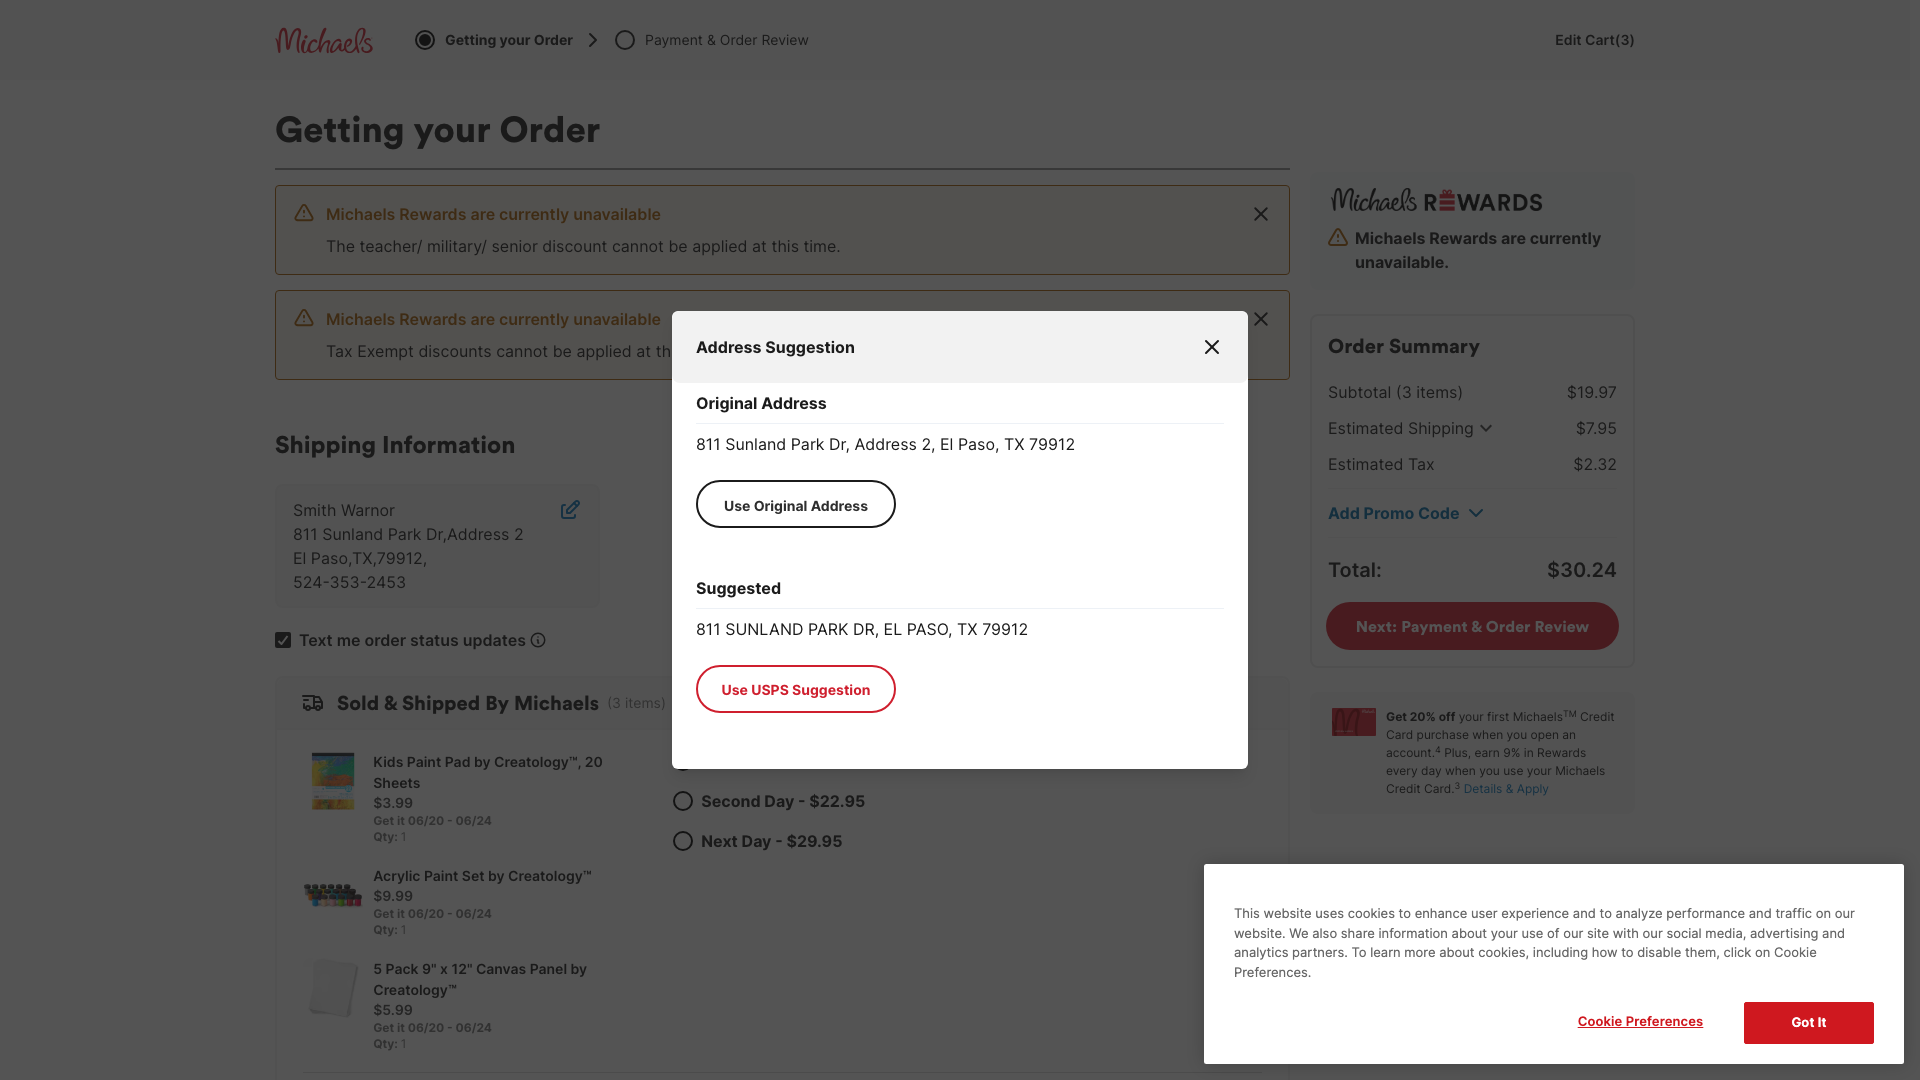 Michaels
Getting your Order
Payment & Order Review
Edit Cart(3)
Getting your Order
Michaels Rewards are currently unavailable
The teacher/ military/ senior discount cannot be applied at this time.
Michaels Rewards are currently unavailable
Tax Exempt discounts cannot be applied at th
Michaels REWARDS
Michaels Rewards are currently
unavailable.
Address Suggestion
Original Address
811 Sunland Park Dr, Address 2, El Paso, TX 79912
Use Original Address
Suggested
811 SUNLAND PARK DR, EL PASO, TX 79912
Use USPS Suggestion
Order Summary
Subtotal (3 items) $19.97
Estimated Shipping $7.95
Estimated Tax $2.32
Add Promo Code
Total: $30.24
Next: Payment & Order Review
Get 20% off your first Michaels™ Credit
Card purchase when you open an
account.⁴ Plus, earn 9% in Rewards
every day when you use your Michaels
Credit Card.³ Details & Apply
Shipping Information
Smith Warnor
811 Sunland Park Dr,Address 2
El Paso,TX,79912,
524-353-2453
Text me order status updates
Sold & Shipped By Michaels (3 items)
Kids Paint Pad by Creatology™, 20
Sheets
$3.99
Get it 06/20 - 06/24
Qty: 1
Acrylic Paint Set by Creatology™
$9.99
Get it 06/20 - 06/24
Qty: 1
5 Pack 9" x 12" Canvas Panel by
Creatology™
$5.99
Get it 06/20 - 06/24
Qty: 1
Second Day - $22.95
Next Day - $29.95
This website uses cookies to enhance user experience and to analyze performance and traffic on our
website. We also share information about your use of our site with our social media, advertising and
analytics partners. To learn more about cookies, including how to disable them, click on Cookie
Preferences.
Cookie Preferences
Got It